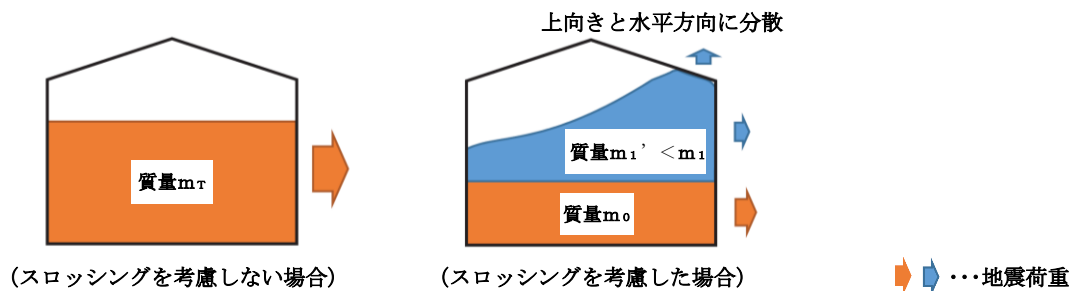 上向きと水平方向に分散
質量mT
質量m₁’＜m₁
質量m₀
（スロッシングを考慮しない場合）
（スロッシングを考慮した場合）
･･･地震荷重